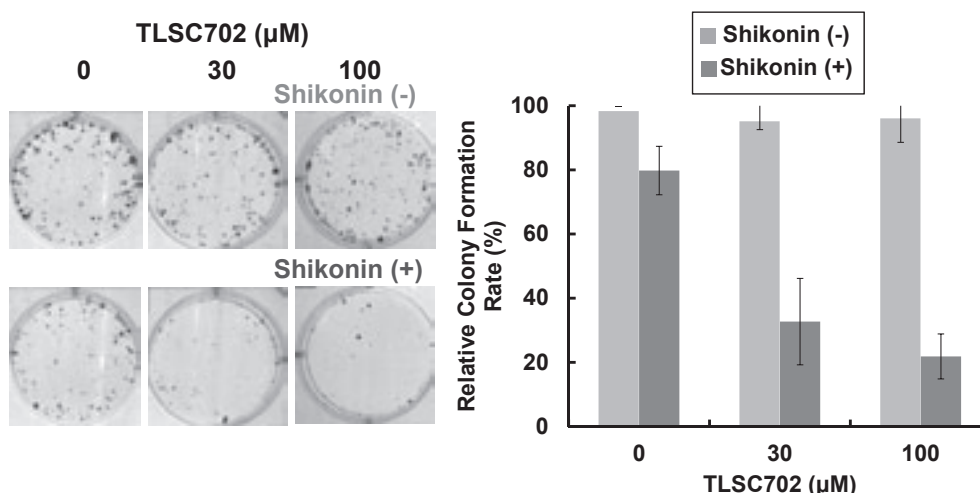 TLSC702 (µM)
0 30 100
Shikonin (-)
Shikonin (+)
Shikonin (-)
Shikonin (+)
Relative Colony Formation
Rate (%)
100
80
60
40
20
0
0 30 100
TLSC702 (µM)